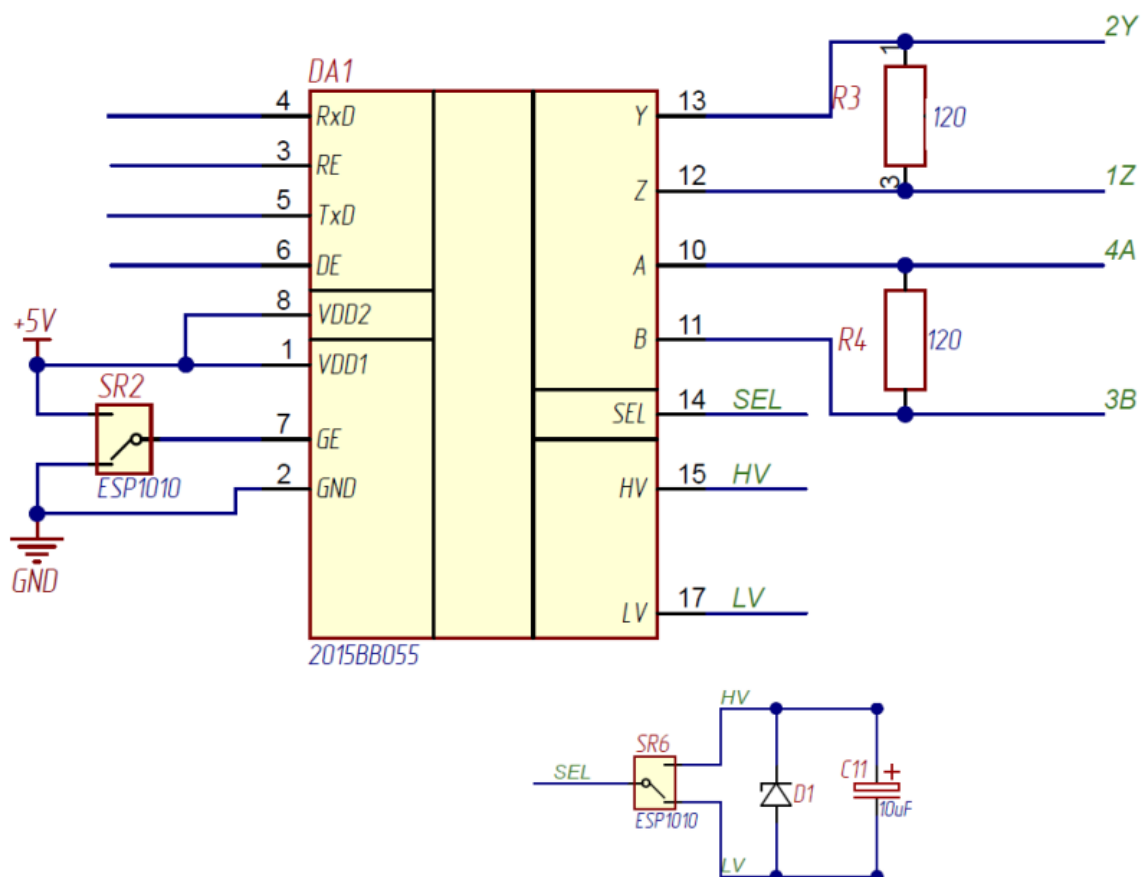 2Y
DA1
4 RxD
Y 13
1
R3
120
3 RE
3
Z 12
1Z
5 TxD
6 DE
A 10
4A
8 VDD2
+5V
B 11
R4
120
1 VDD1
SR2
SEL 14 SEL
3B
7 GE
ESP1010
2 GND
HV 15 HV
GND
LV 17 LV
2015BB055
HV
SR6
SEL
C11 +
D1
10uF
ESP1010
LV